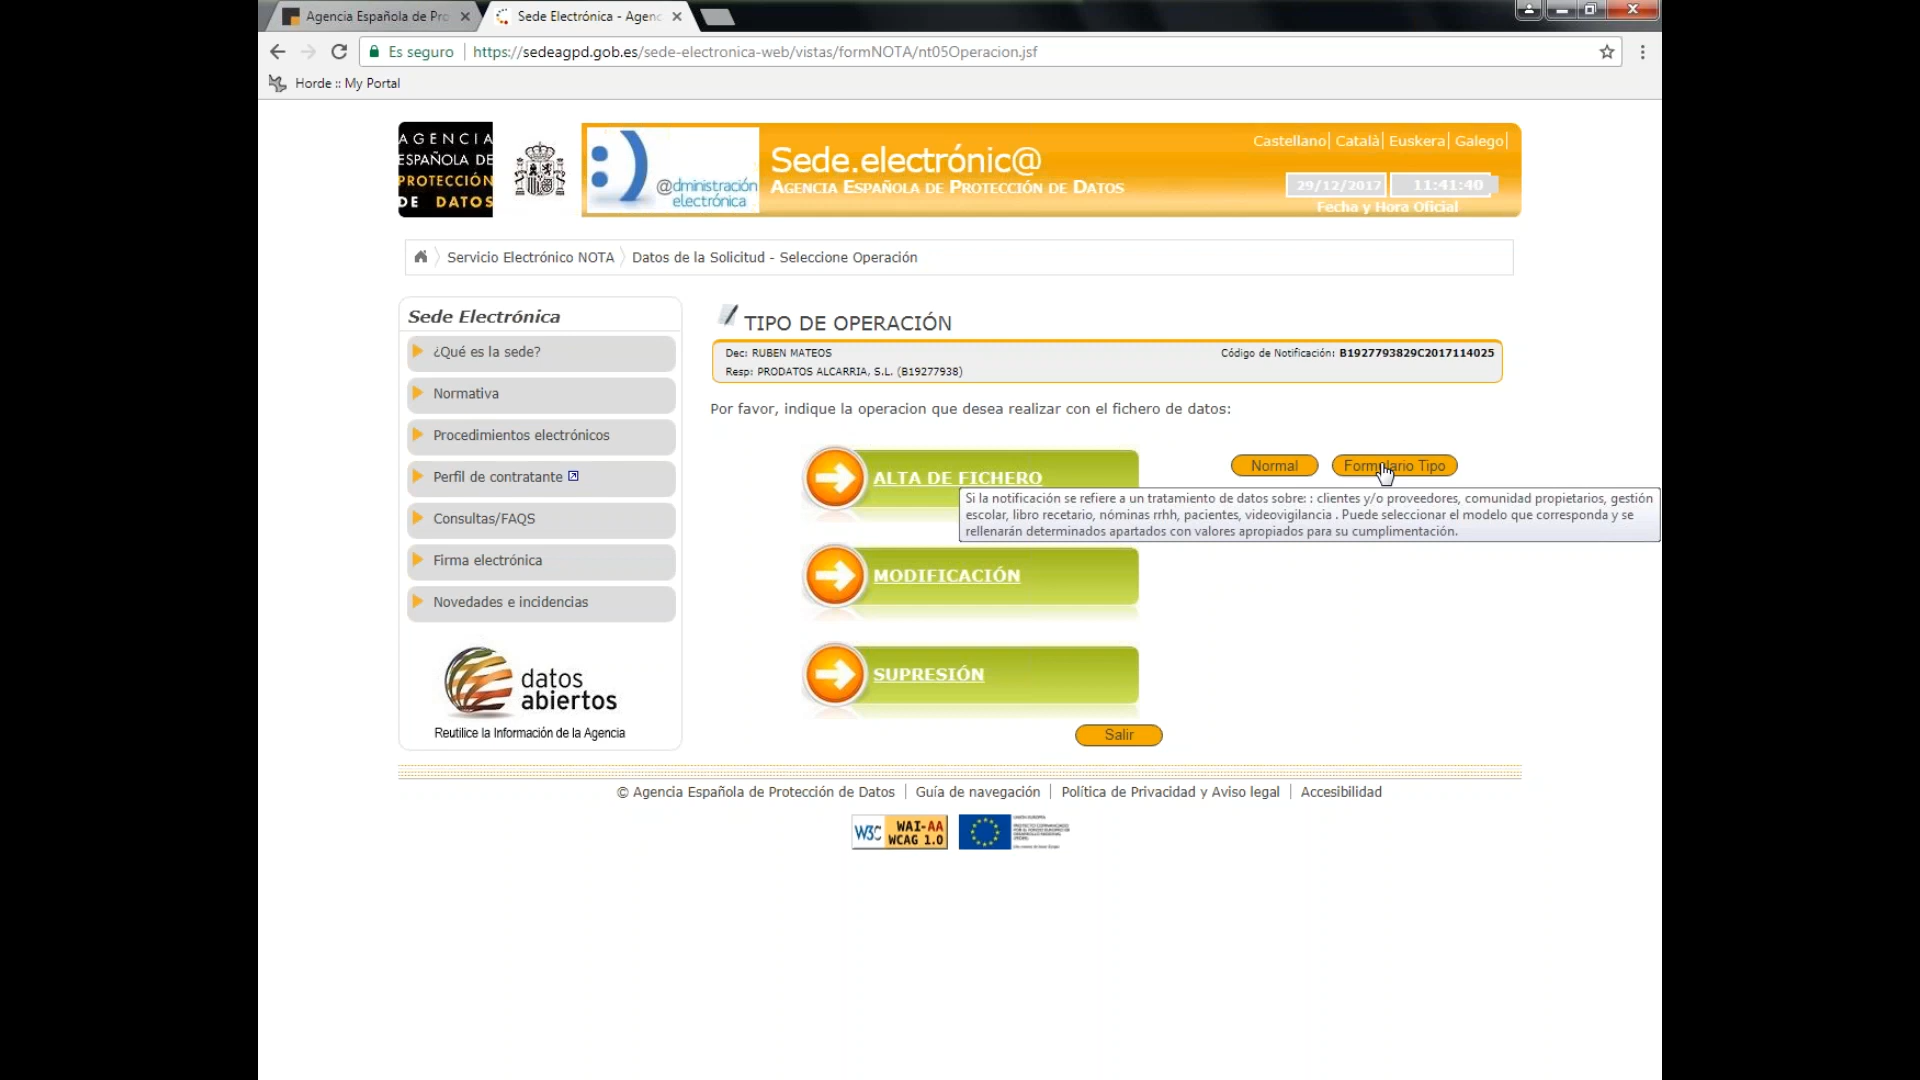 Agencia Española de Pro
Sede Electrónica - Agenc
Es seguro
https://sedeagpd.gob.es/sede-electronica-web/vistas/formNOTA/nt05Operacion.jsf
Horde :: My Portal
AGENCIA
ESPAÑOLA DE
PROTECCIÓN
DE DATOS
@dministración
electrónica
Sede.electrónic@
AGENCIA ESPAÑOLA DE PROTECCIÓN DE DATOS
Castellano| Català| Euskera| Galego|
29/12/2017 11:41:40
Fecha y Hora Oficial
Servicio Electrónico NOTA
Datos de la Solicitud - Seleccione Operación
Sede Electrónica
¿Qué es la sede?
Normativa
Procedimientos electrónicos
Perfil de contratante
Consultas/FAQS
Firma electrónica
Novedades e incidencias
datos
abiertos
Reutilice la Información de la Agencia
TIPO DE OPERACIÓN
Dec: RUBEN MATEOS
Código de Notificación: B1927793829C2017114025
Resp: PRODATOS ALCARRIA, S.L. (B19277938)
Por favor, indique la operacion que desea realizar con el fichero de datos:
ALTA DE FICHERO
Normal
Formulario Tipo
Si la notificación se refiere a un tratamiento de datos sobre: : clientes y/o proveedores, comunidad propietarios, gestión
escolar, libro recetario, nóminas rrhh, pacientes, videovigilancia . Puede seleccionar el modelo que corresponda y se
rellenarán determinados apartados con valores apropiados para su cumplimentación.
MODIFICACIÓN
SUPRESIÓN
Salir
© Agencia Española de Protección de Datos | Guía de navegación | Política de Privacidad y Aviso legal | Accesibilidad
W3C WAI-AA
WCAG 1.0